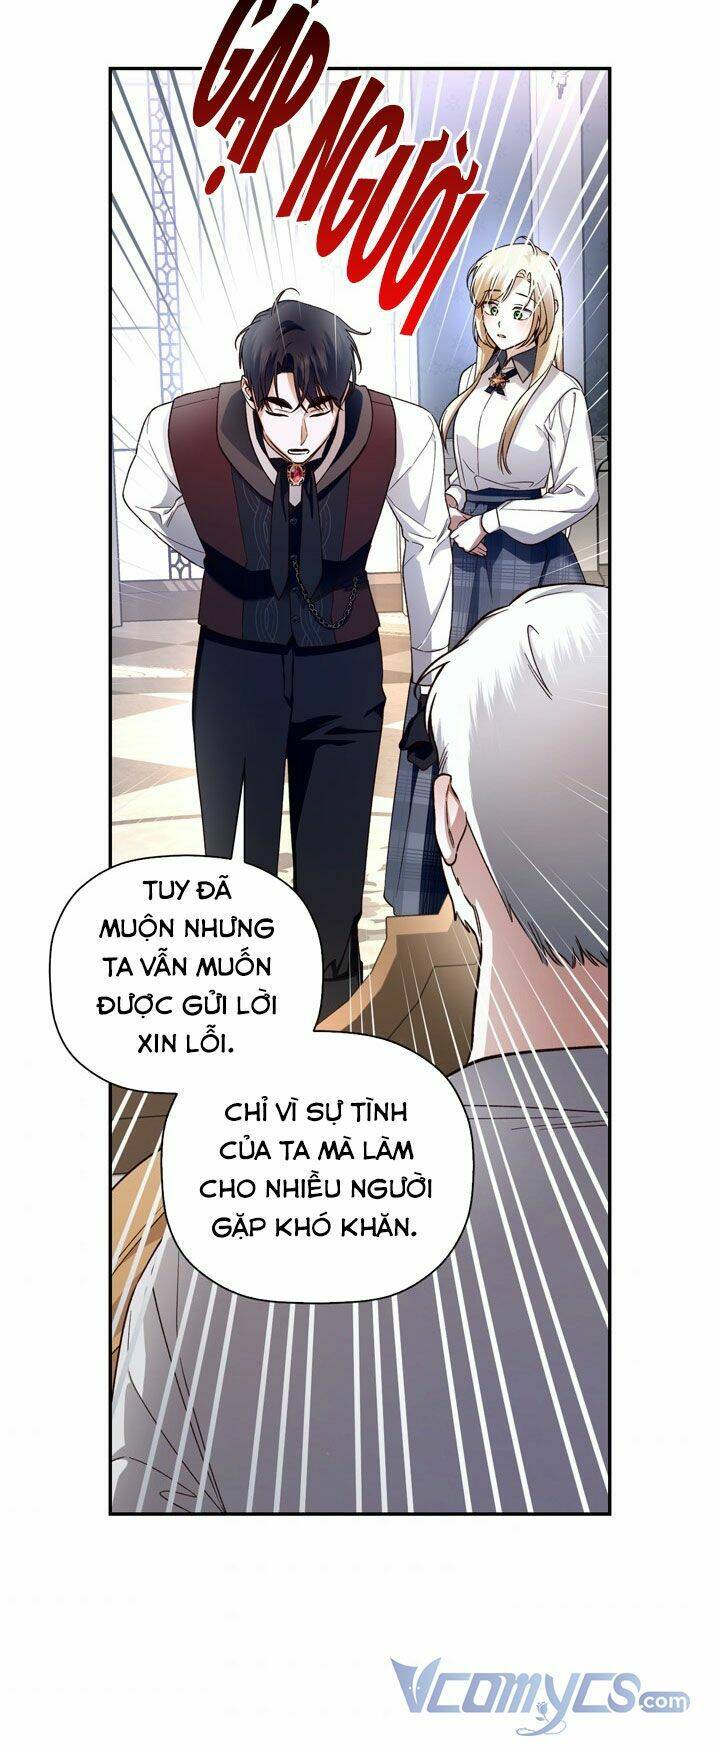 GẬP NGƯỜI
TUY ĐÃ
MUỘN NHƯNG
TA VẪN MUỐN
ĐƯỢC GỬI LỜI
XIN LỖI.
CHỈ VÌ SỰ TÌNH
CỦA TA MÀ LÀM
CHO NHIỀU NGƯỜI
GẶP KHÓ KHĂN.
VCOMYCS.com